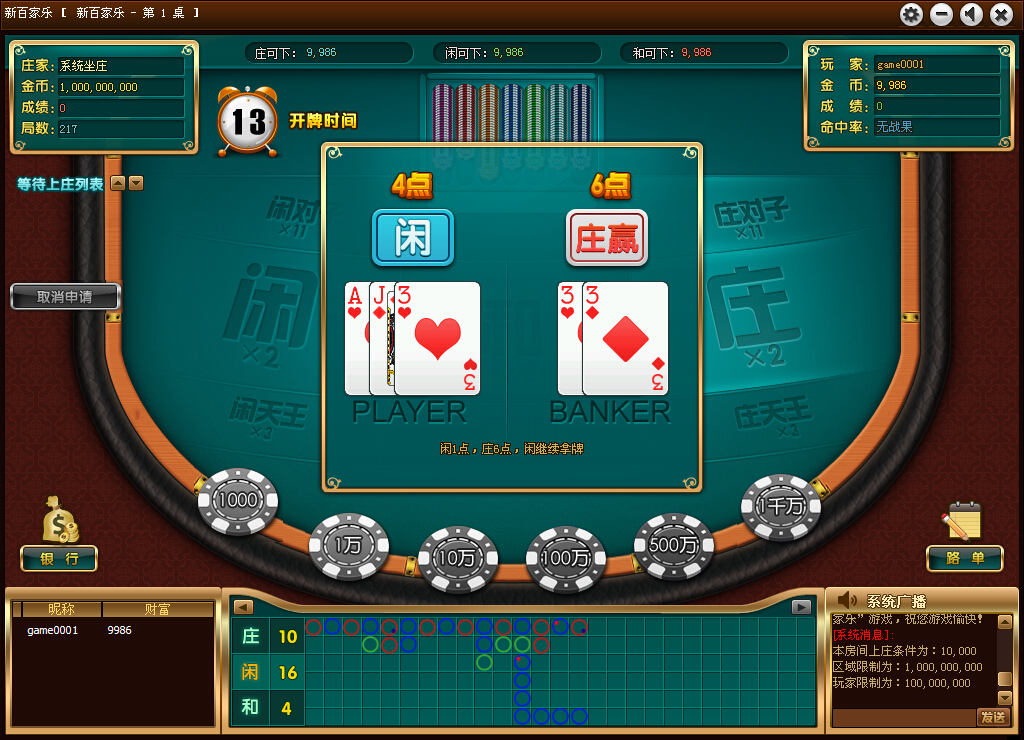 新百家乐 [ 新百家乐 - 第 1 桌 ]
庄家: 系统坐庄
金币: 1,000,000,000
成绩: 0
局数: 217
庄可下: 9,986
闲可下: 9,986
和可下: 9,986
玩 家: game0001
金 币: 9,986
成 绩: 0
命中率: 无战果
13 开牌时间
等待上庄列表
取消申请
闲对子
×11
闲
×2
闲天王
×3
庄对子
×11
庄
×2
庄天王
×3
4点
6点
闲
庄赢
A J 3
3
3 3
3
PLAYER
BANKER
闲1点，庄6点，闲继续拿牌
1000
1万
10万
100万
500万
1千万
$
银 行
路 单
昵称 财富
game0001 9986
庄 10
闲 16
和 4
系统广播
家乐”游戏，祝您游戏愉快！
[系统消息]:
本房间上庄条件为：10,000
区域限制为：1,000,000,000
玩家限制为：100,000,000
发送